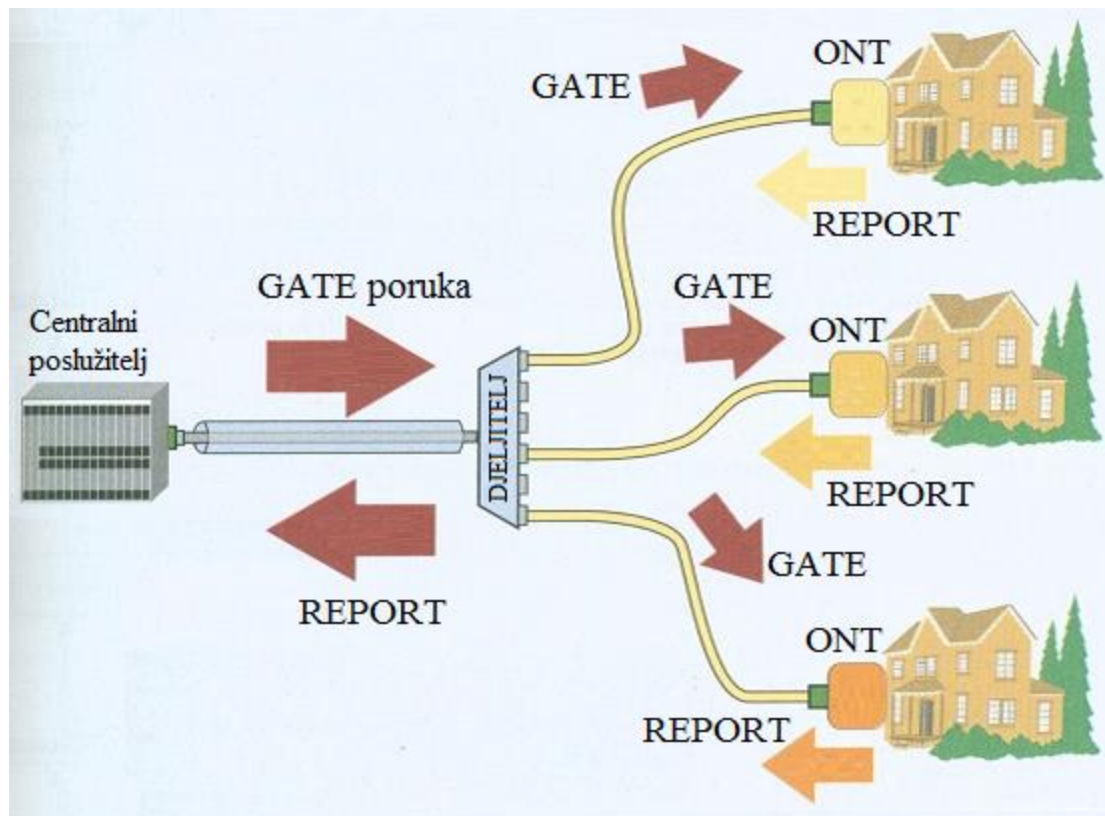 ONT
GATE
REPORT
GATE poruka
GATE
Centralni
poslužitelj
ONT
DJELJITELJ
REPORT
GATE
REPORT
ONT
REPORT